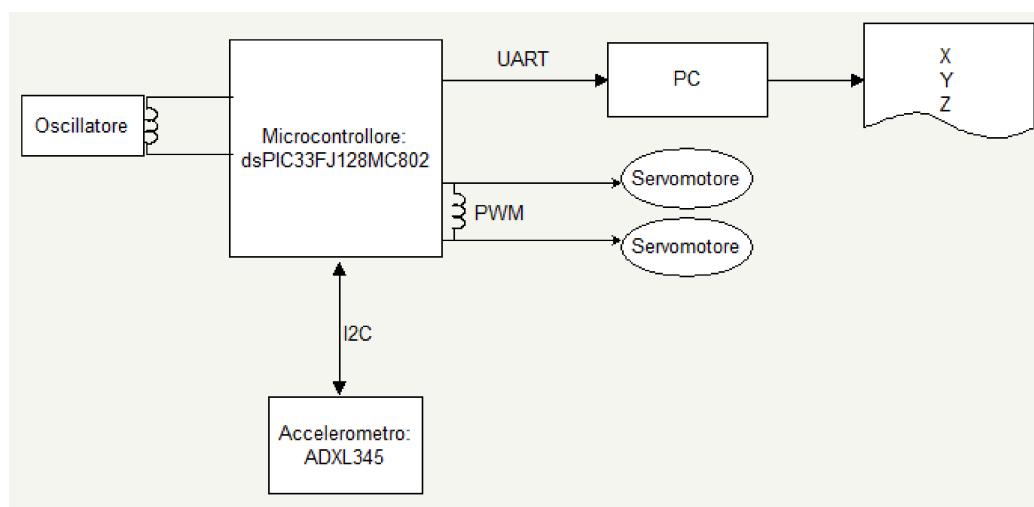 UART
PC
X
Y
Z
Oscillatore
Microcontrollore:
dsPIC33FJ128MC802
Servomotore
PWM
Servomotore
I2C
Accelerometro:
ADXL345